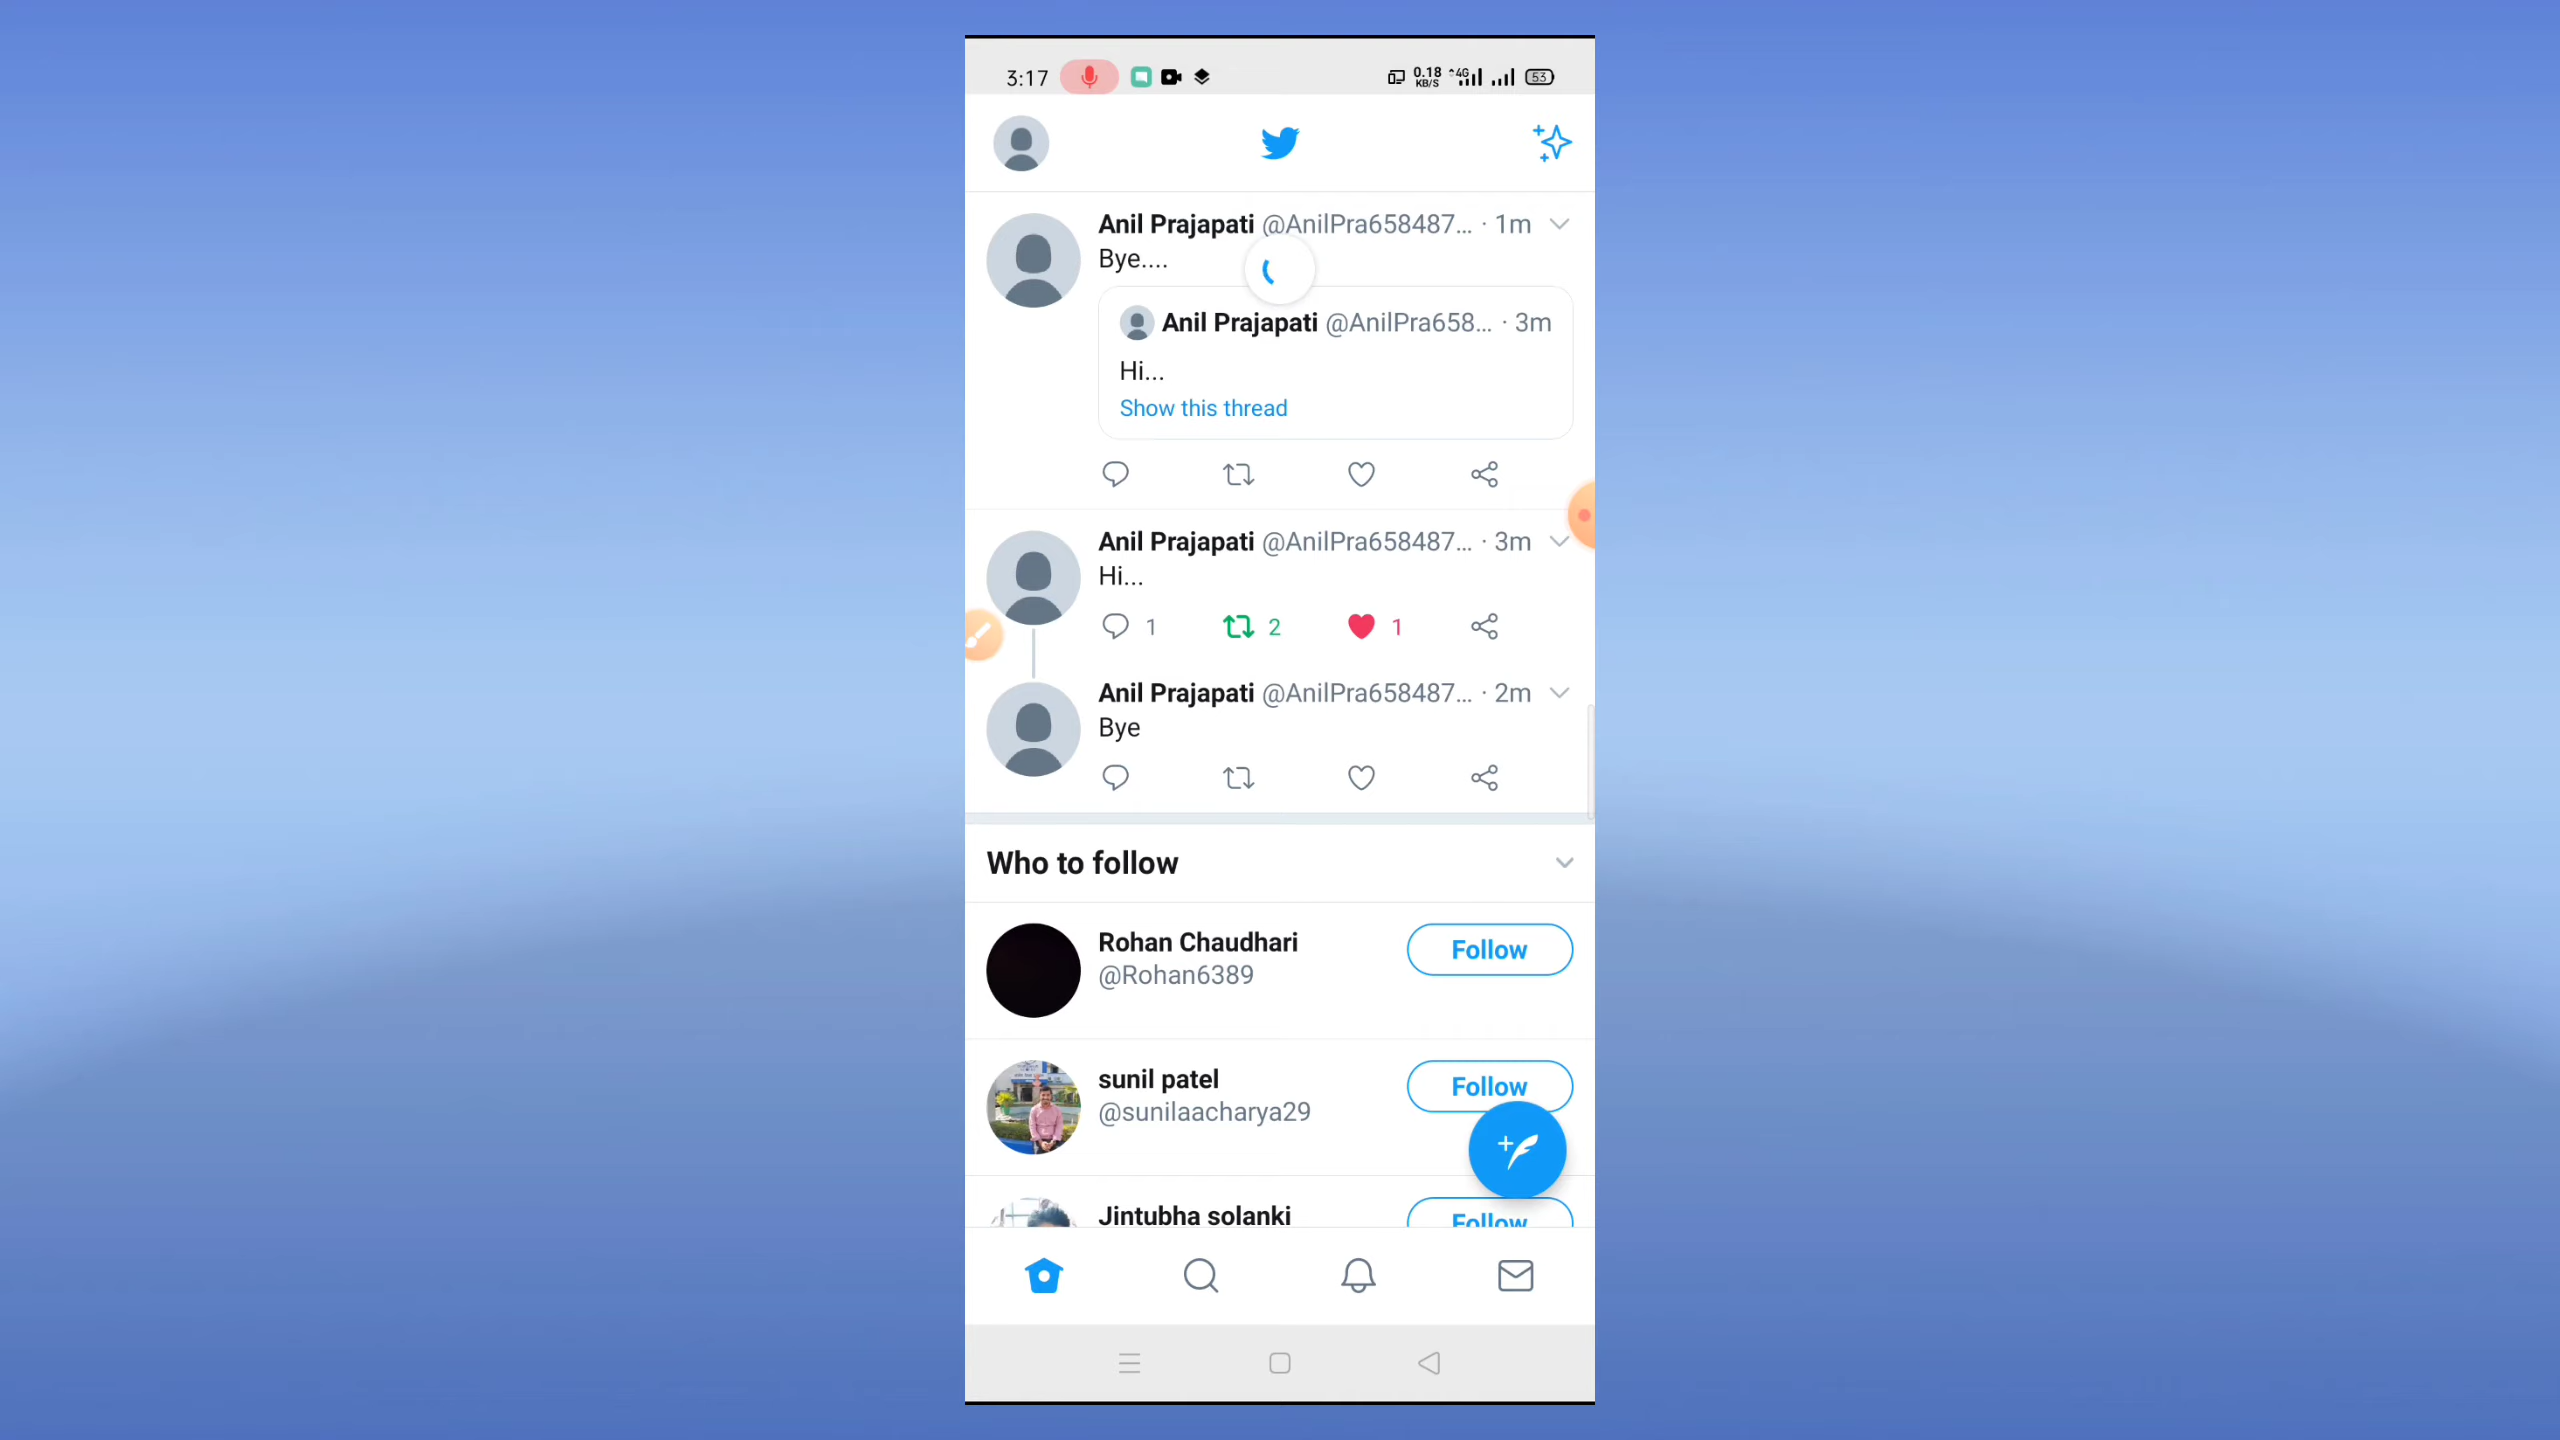 3:17 0.18 KB/S 4G 53
Anil Prajapati @AnilPra658487... · 1m
Bye....
Anil Prajapati @AnilPra658... · 3m
Hi...
Show this thread
Anil Prajapati @AnilPra658487... · 3m
Hi...
1 2 1
Anil Prajapati @AnilPra658487... · 2m
Bye
Who to follow
Rohan Chaudhari Follow
@Rohan6389
sunil patel Follow
@sunilaacharya29
Jintubha solanki Follow